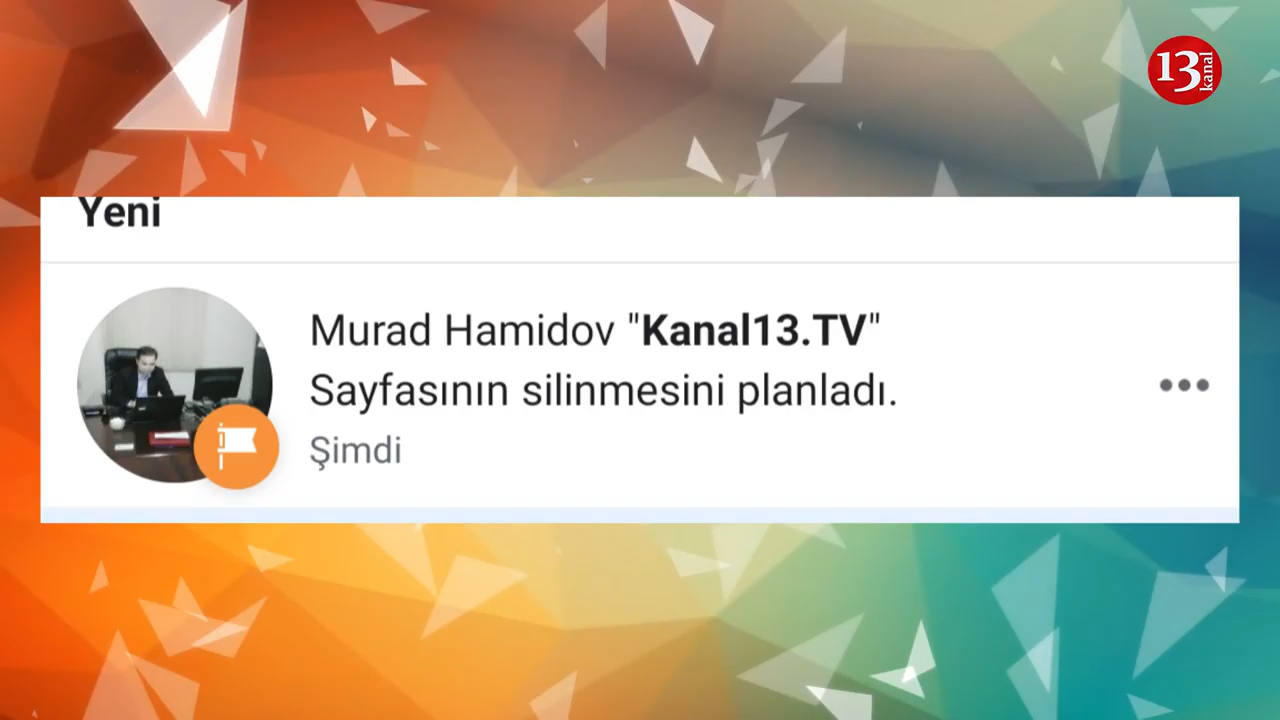 13 kanal
Yeni
Murad Hamidov "Kanal13.TV"
Sayfasının silinmesini planladı.
Şimdi